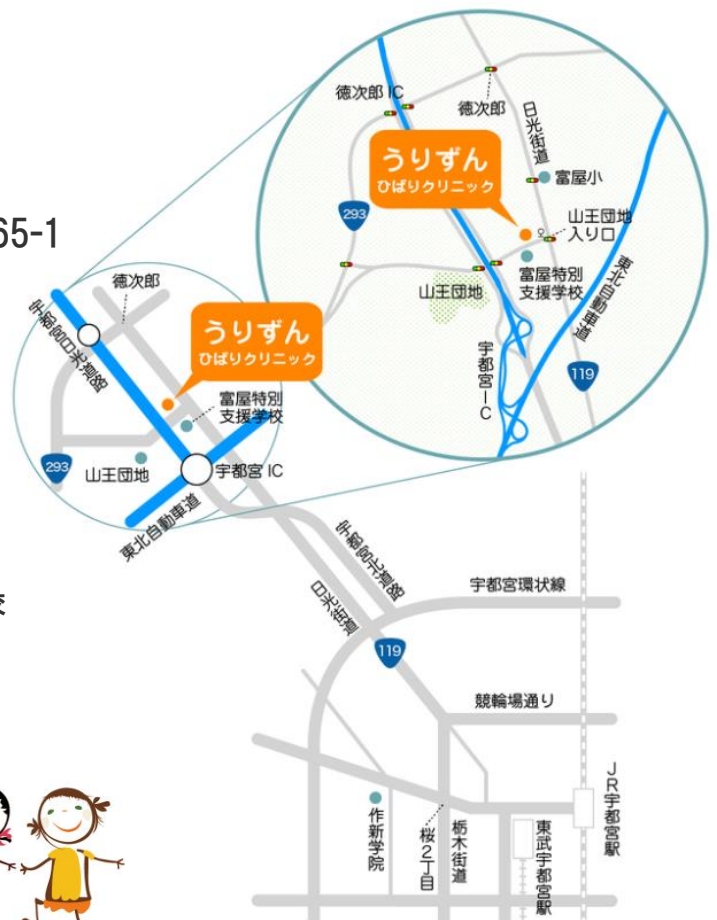 徳次郎 IC
徳次郎
日光街道
うりずん
ひばりクリニック
富屋小
293
山王団地
入り口
富屋特別
支援学校
山王団地
東北自動車道
宇都宮IC
119
65-1
徳次郎
宇都宮日光道路
うりずん
ひばりクリニック
富屋特別
支援学校
293
山王団地
宇都宮 IC
東北自動車道
宇都宮北道路
日光街道
宇都宮環状線
119
競輪場通り
JR宇都宮駅
作新学院
桜2丁目
栃木街道
東武宇都宮駅